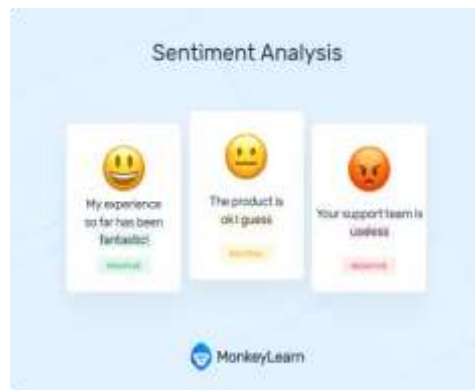 Sentiment Analysis
My experience
so far has been
fantastic!
The product is
ok I guess
Your support team is
useless
MonkeyLearn